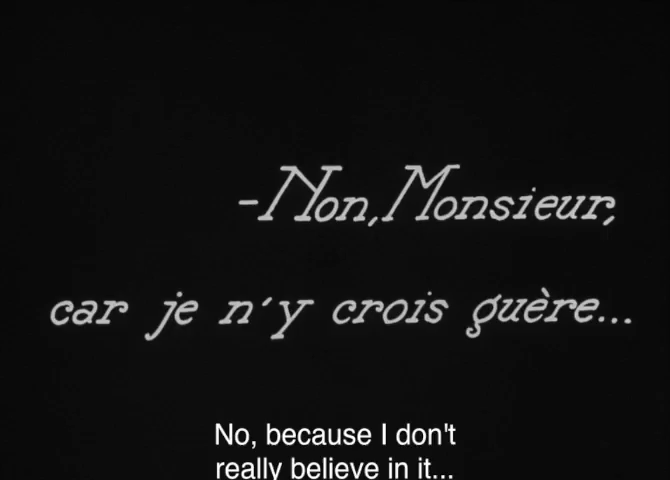 -Non, Monsieur,
car je n'y crois guère...
No, because I don't
really believe in it...